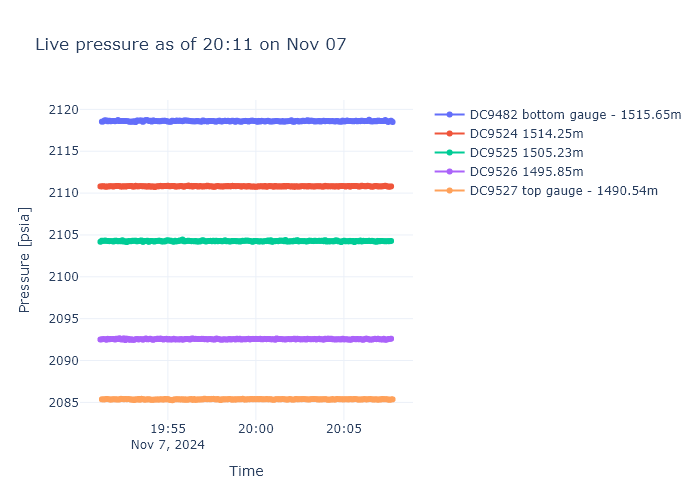 Live pressure as of 20:11 on Nov 07
Pressure [psia]
2120
2115
2110
2105
2100
2095
2090
2085
19:55
20:00
20:05
Nov 7, 2024
Time
DC9482 bottom gauge - 1515.65m
DC9524 1514.25m
DC9525 1505.23m
DC9526 1495.85m
DC9527 top gauge - 1490.54m